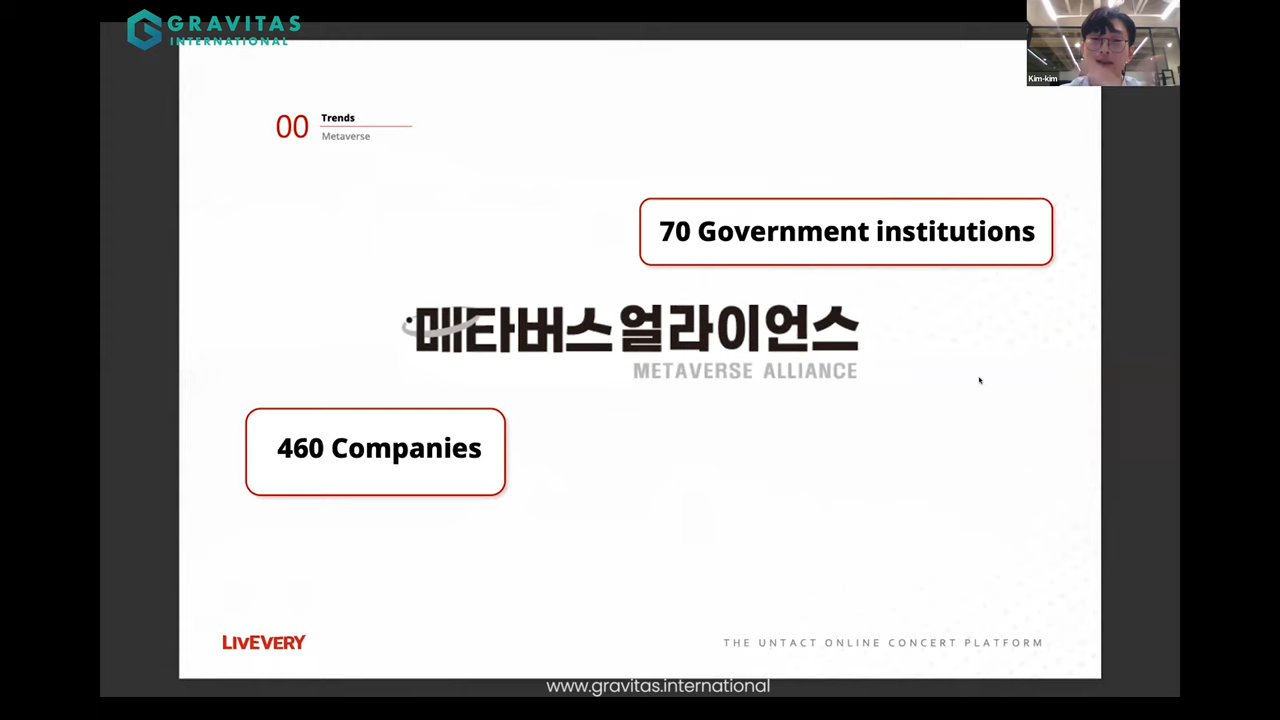 GRAVITAS
INTERNATIONAL
Kim-kim
00
Trends
Metaverse
70 Government institutions
메타버스 얼라이언스
METAVERSE ALLIANCE
460 Companies
LIVEVERY
THE UNTACT ONLINE CONCERT PLATFORM
www.gravitas.international